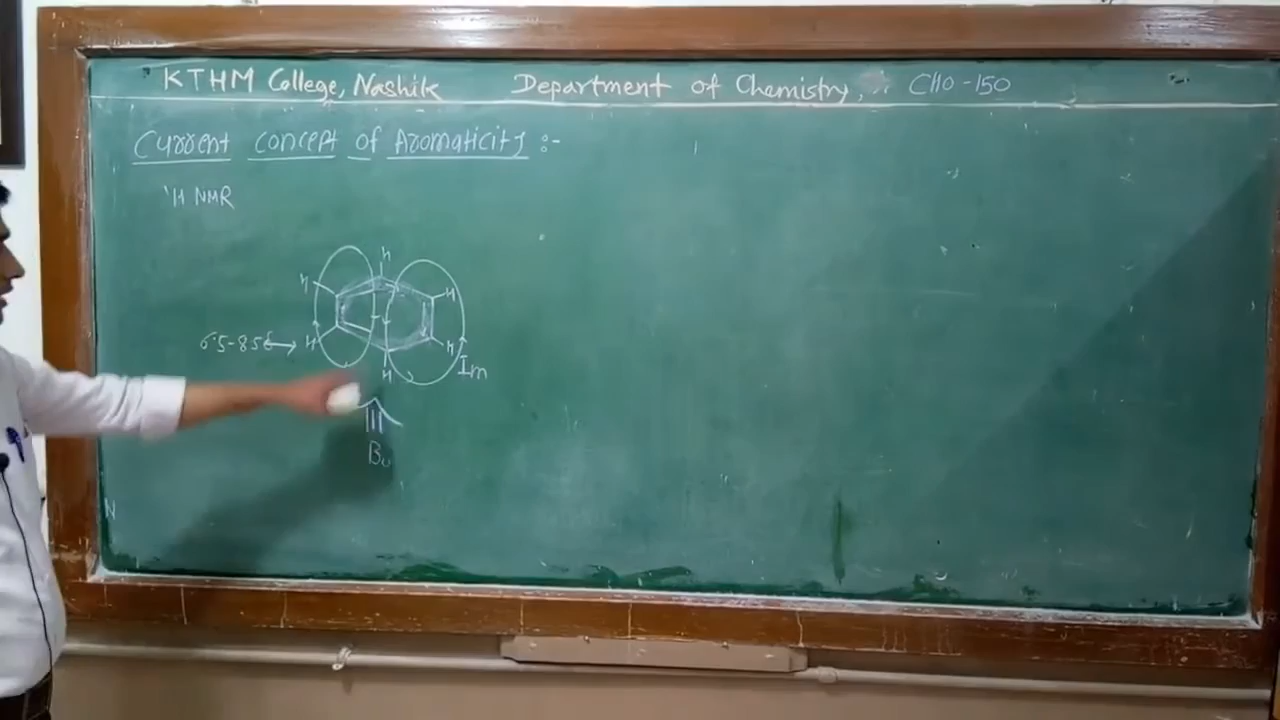 KTHM College, Nashik Department of Chemistry, CHO-150
Current concept of Aromaticity :-
¹H NMR
H
H
H
6.5-8.5δ → H
H
Im
H
B₀
N